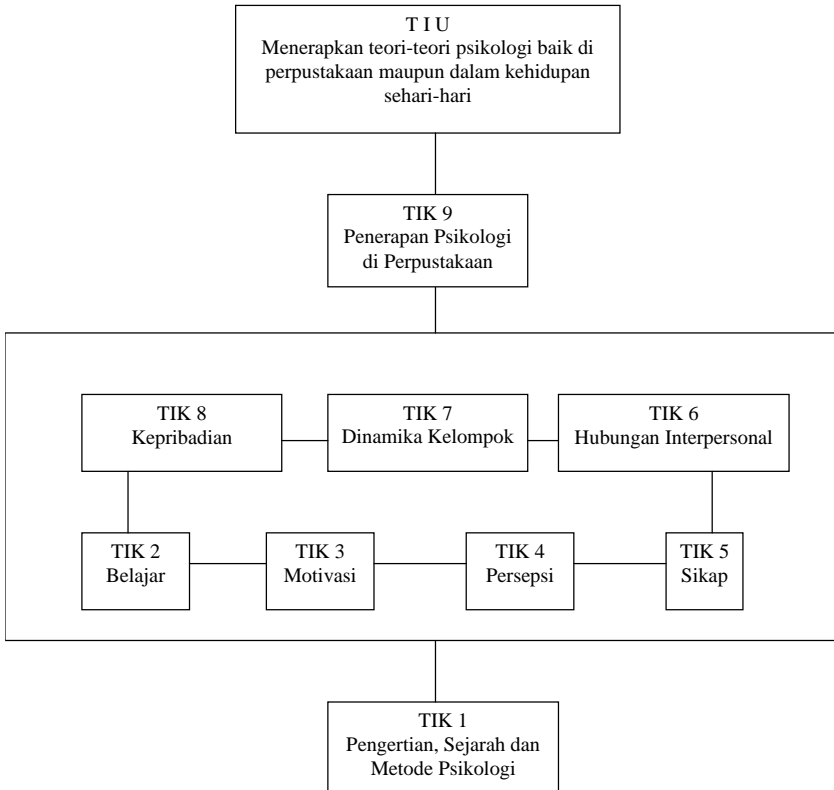 T I U
Menerapkan teori-teori psikologi baik di
perpustakaan maupun dalam kehidupan
sehari-hari
TIK 9
Penerapan Psikologi
di Perpustakaan
TIK 8
Kepribadian
TIK 7
Dinamika Kelompok
TIK 6
Hubungan Interpersonal
TIK 2
Belajar
TIK 3
Motivasi
TIK 4
Persepsi
TIK 5
Sikap
TIK 1
Pengertian, Sejarah dan
Metode Psikologi